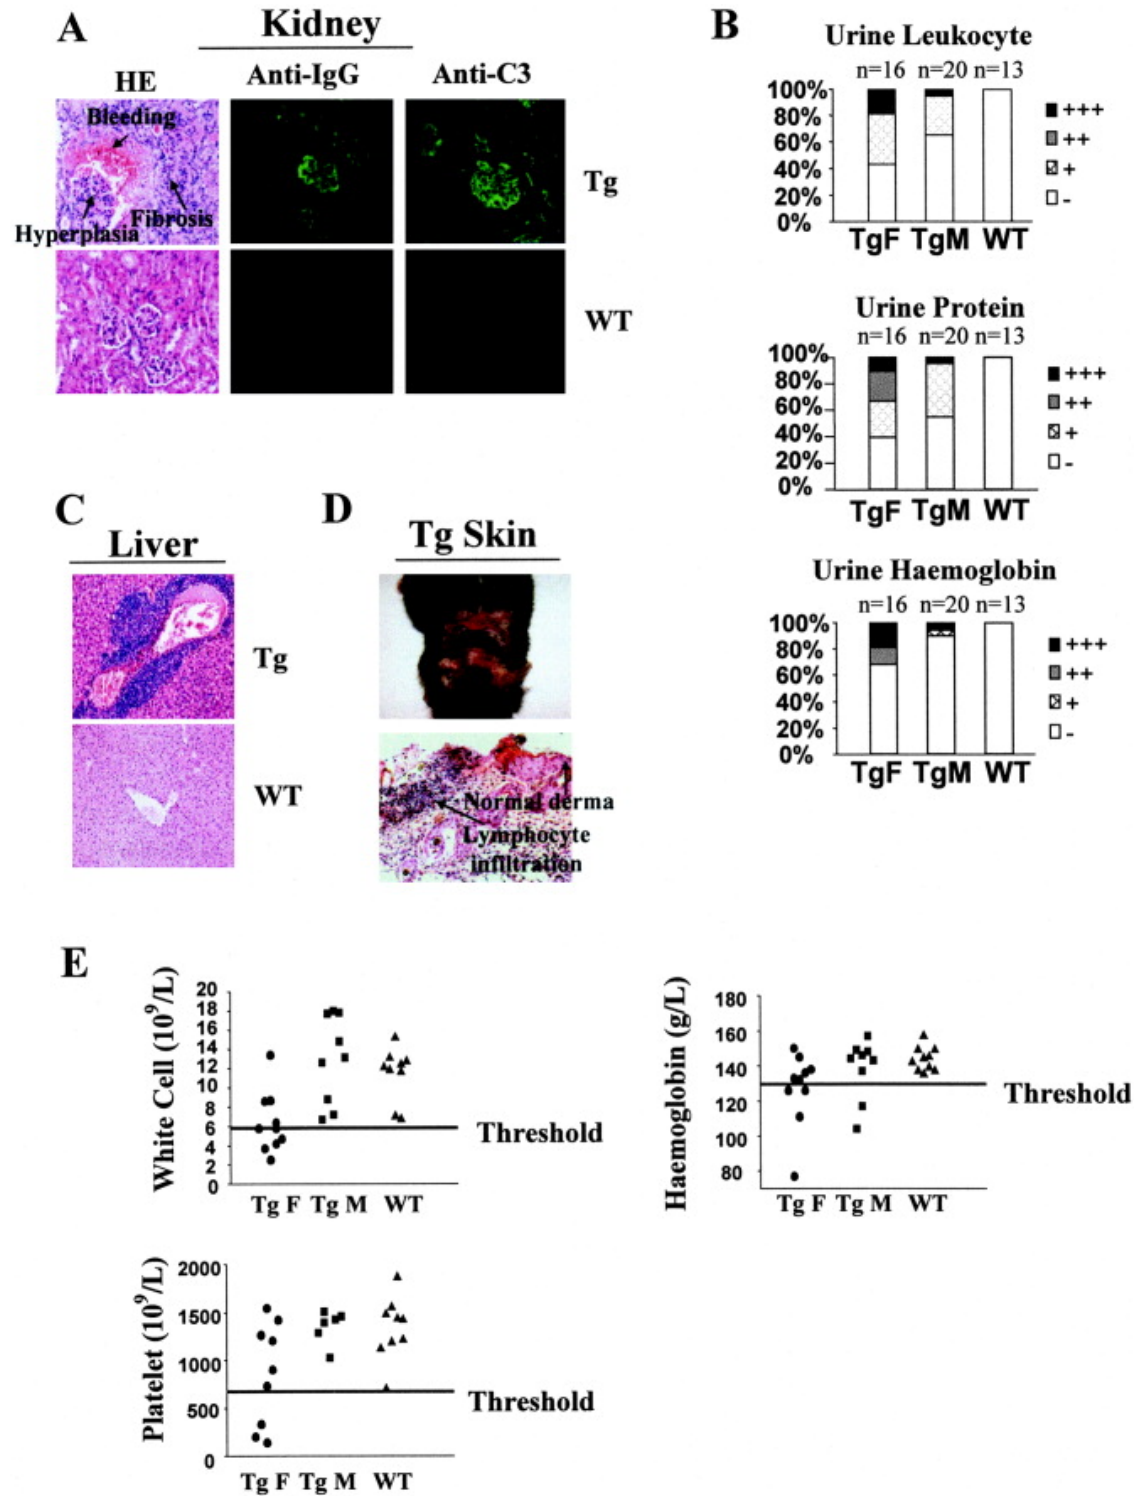 A
Kidney
HE
Anti-IgG
Anti-C3
Bleeding
Fibrosis
Hyperplasia
Tg
WT
B
Urine Leukocyte
n=16 n=20 n=13
100%
80%
60%
40%
20%
0%
+++
++
+
-
TgF TgM WT
Urine Protein
n=16 n=20 n=13
100%
80%
60%
40%
20%
0%
+++
++
+
-
TgF TgM WT
Urine Haemoglobin
n=16 n=20 n=13
100%
80%
60%
40%
20%
0%
+++
++
+
-
TgF TgM WT
C
Liver
Tg
WT
D
Tg Skin
Normal derma
Lymphocyte
infiltration
E
White Cell (10⁹/L)
20
18
16
14
12
10
8
6
4
2
0
Threshold
Tg F Tg M WT
Haemoglobin (g/L)
180
160
140
120
100
80
Threshold
Tg F Tg M WT
Platelet (10⁹/L)
2000
1500
1000
500
0
Threshold
Tg F Tg M WT